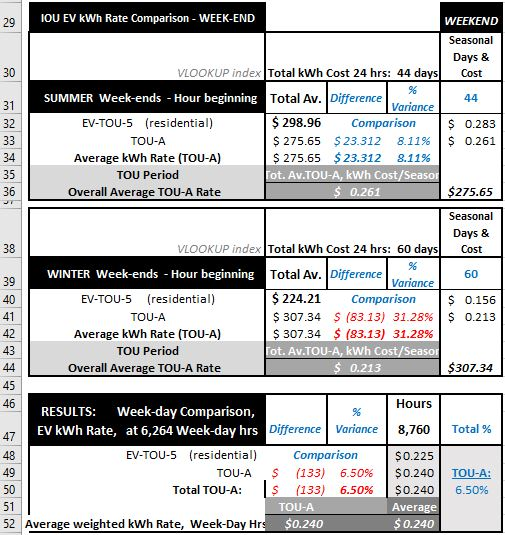 29 IOU EV kWh Rate Comparison - WEEK-END WEEKEND
Seasonal
Days &
30 VLOOKUP index Total kWh Cost 24 hrs: 44 days Cost
31 SUMMER Week-ends - Hour beginning Total Av. Difference % Variance 44
32 EV-TOU-5 (residential) $ 298.96 Comparison $ 0.283
33 TOU-A $ 275.65 $ 23.312 8.11% $ 0.261
34 Average kWh Rate (TOU-A) $ 275.65 $ 23.312 8.11%
35 TOU Period Tot. Av.TOU-A, kWh Cost/Season
36 Overall Average TOU-A Rate $ 0.261 $275.65
37
Seasonal
Days &
38 VLOOKUP index Total kWh Cost 24 hrs: 60 days Cost
39 WINTER Week-ends - Hour beginning Total Av. Difference % Variance 60
40 EV-TOU-5 (residential) $ 224.21 Comparison $ 0.156
41 TOU-A $ 307.34 $ (83.13) 31.28% $ 0.213
42 Average kWh Rate (TOU-A) $ 307.34 $ (83.13) 31.28%
43 TOU Period Tot. Av.TOU-A, kWh Cost/Season
44 Overall Average TOU-A Rate $ 0.213 $307.34
45
46 RESULTS: Week-day Comparison, % Hours
47 EV kWh Rate, at 6,264 Week-day hrs Difference Variance 8,760 Total %
48 EV-TOU-5 (residential) Comparison $0.225
49 TOU-A $ (133) 6.50% $0.240 TOU-A:
50 Total TOU-A: $ (133) 6.50% $0.240 6.50%
51 TOU-A Average
52 Average weighted kWh Rate, Week-Day Hrs $0.240 $0.240